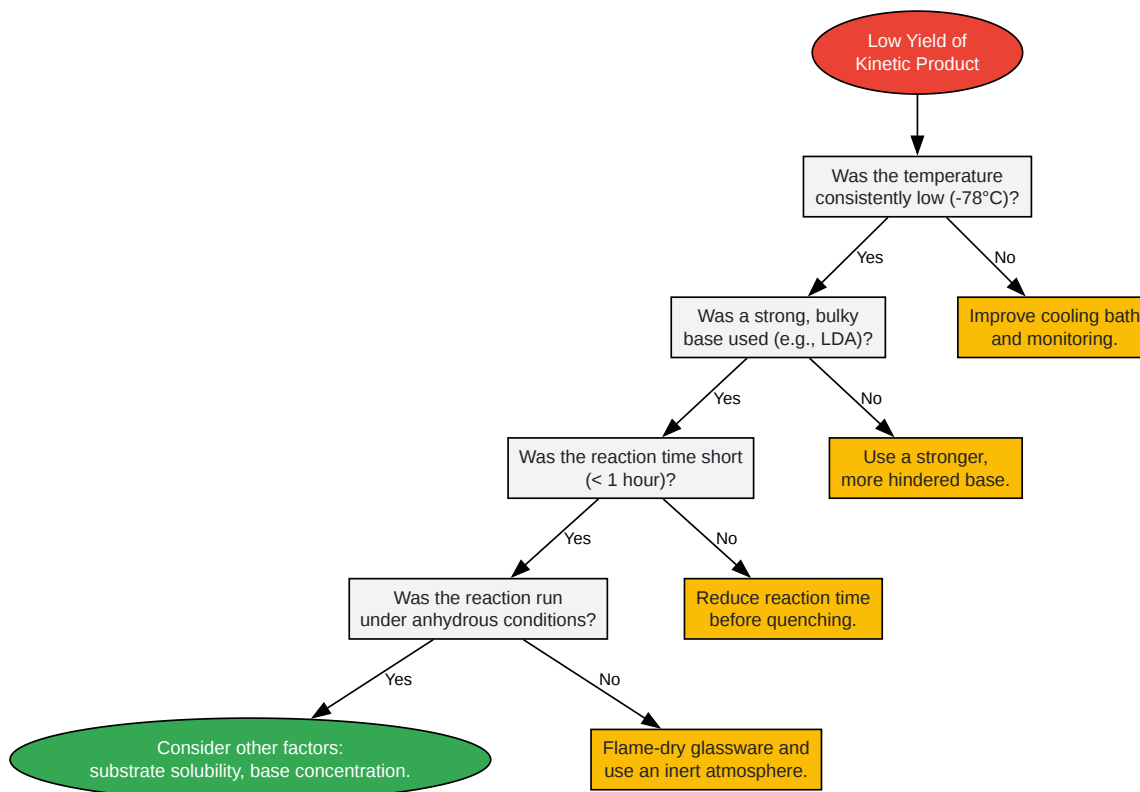 Low Yield of
Kinetic Product
Was the temperature
consistently low (-78°C)?
Yes
No
Was a strong, bulky
base used (e.g., LDA)?
Improve cooling bath
and monitoring.
Yes
No
Was the reaction time short
(< 1 hour)?
Use a stronger,
more hindered base.
Yes
No
Was the reaction run
under anhydrous conditions?
Reduce reaction time
before quenching.
Yes
No
Consider other factors:
substrate solubility, base concentration.
Flame-dry glassware and
use an inert atmosphere.